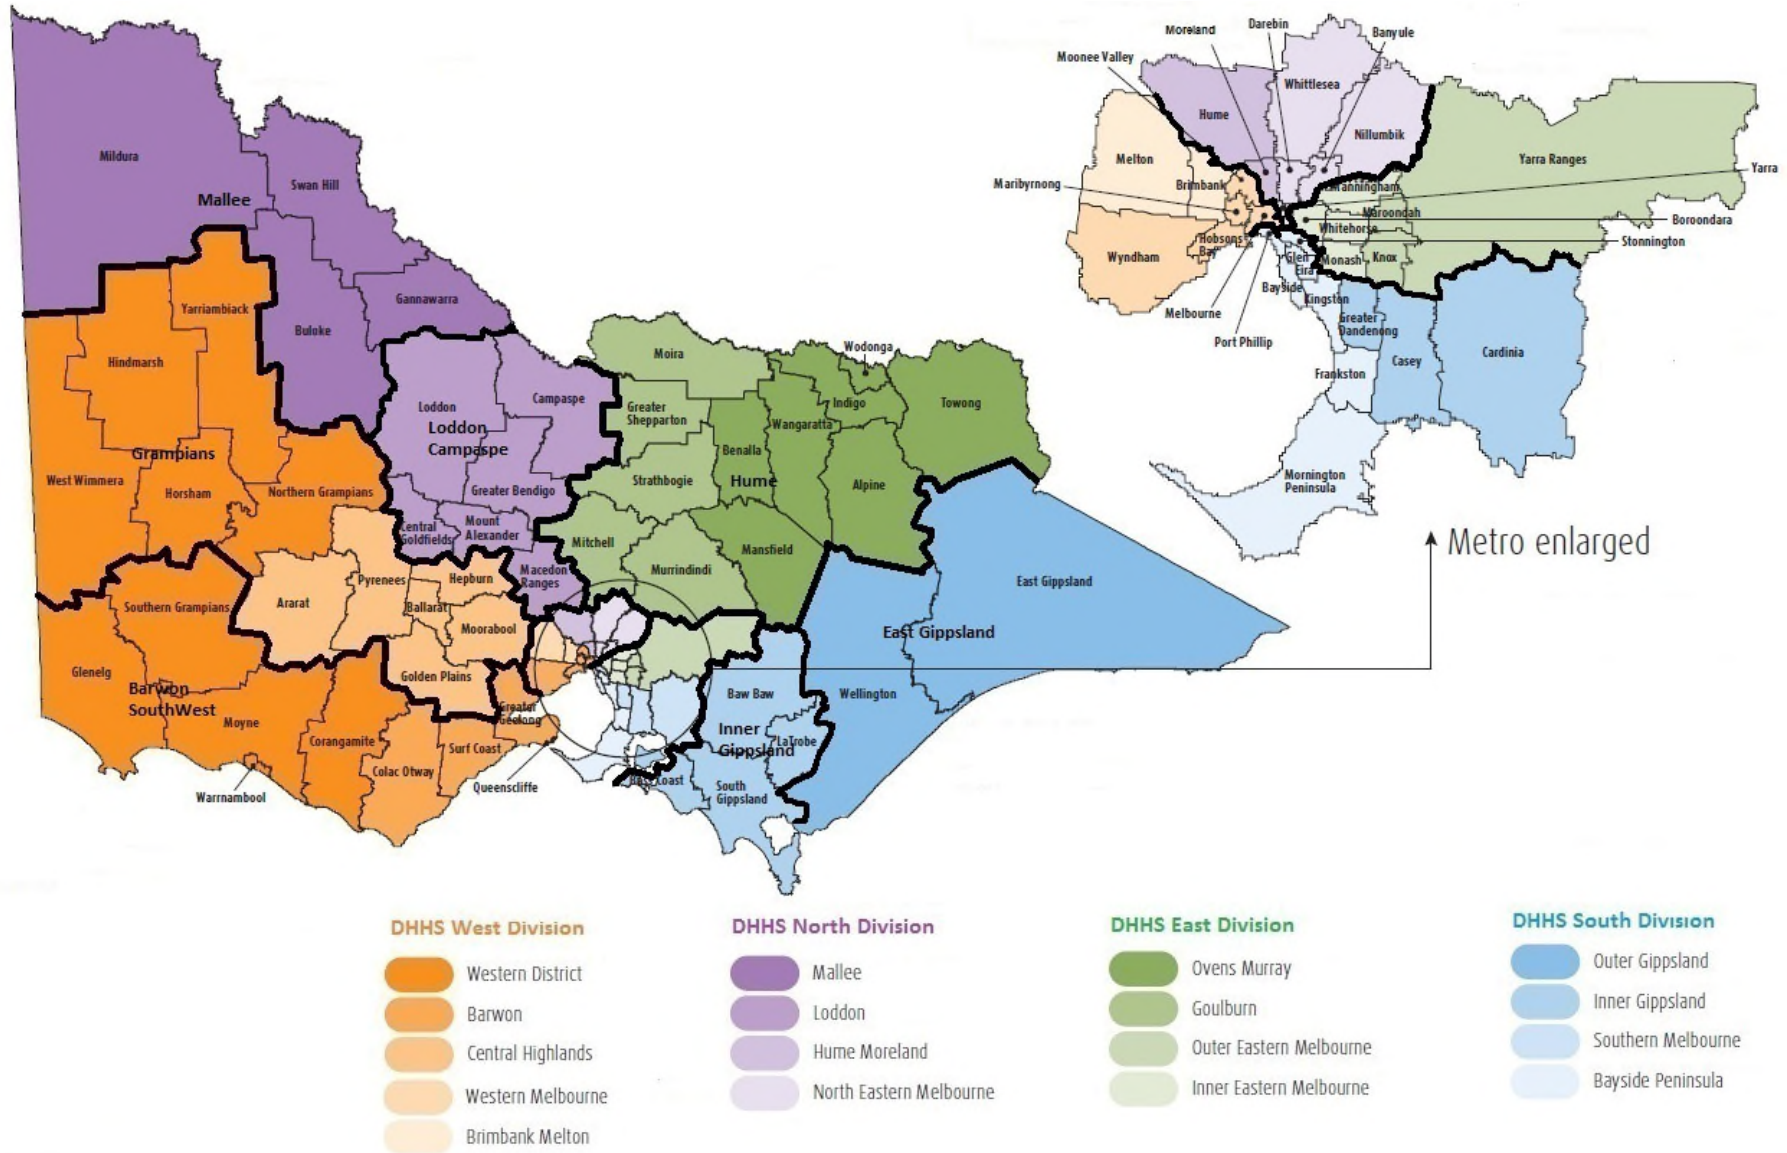 Mildura
Mallee
Swan Hill
Yarriambiack
Gannawarra
Buloke
Hindmarsh
Grampians
West Wimmera
Horsham
Northern Grampians
Loddon
Loddon
Campaspe
Campaspe
Greater Bendigo
Central
Goldfields
Mount
Alexander
Macedon
Ranges
Moira
Greater
Shepparton
Strathbogie
Mitchell
Murrindindi
Wodonga
Indigo
Wangaratta
Benalla
Hume
Towong
Alpine
Mansfield
Southern Grampians
Ararat
Pyrenees
Hepburn
Ballarat
Moorabool
Golden Plains
Glenelg
Barwon
SouthWest
Moyne
Corangamite
Colac Otway
Surf Coast
Greater
Geelong
Queenscliffe
Warrnambool
East Gippsland
East Gippsland
Wellington
Baw Baw
Inner
Gippsland
LaTrobe
South
Gippsland
Bass Coast
Moonee Valley
Moreland
Darebin
Banyule
Whittlesea
Hume
Nillumbik
Melton
Maribyrnong
Brimbank
Wyndham
Hobsons
Bay
Manningham
Maroondah
Whitehorse
Monash
Knox
Yarra Ranges
Yarra
Boroondara
Stonnington
Glen
Eira
Bayside
Kingston
Melbourne
Port Phillip
Greater
Dandenong
Casey
Cardinia
Frankston
Mornington
Peninsula
Metro enlarged
DHHS West Division
Western District
Barwon
Central Highlands
Western Melbourne
Brimbank Melton
DHHS North Division
Mallee
Loddon
Hume Moreland
North Eastern Melbourne
DHHS East Division
Ovens Murray
Goulburn
Outer Eastern Melbourne
Inner Eastern Melbourne
DHHS South Division
Outer Gippsland
Inner Gippsland
Southern Melbourne
Bayside Peninsula